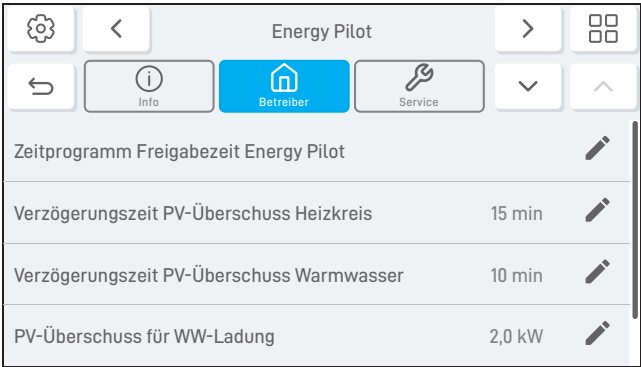 Energy Pilot
Info
Betreiber
Service
Zeitprogramm Freigabezeit Energy Pilot
Verzögerungszeit PV-Überschuss Heizkreis 15 min
Verzögerungszeit PV-Überschuss Warmwasser 10 min
PV-Überschuss für WW-Ladung 2,0 kW